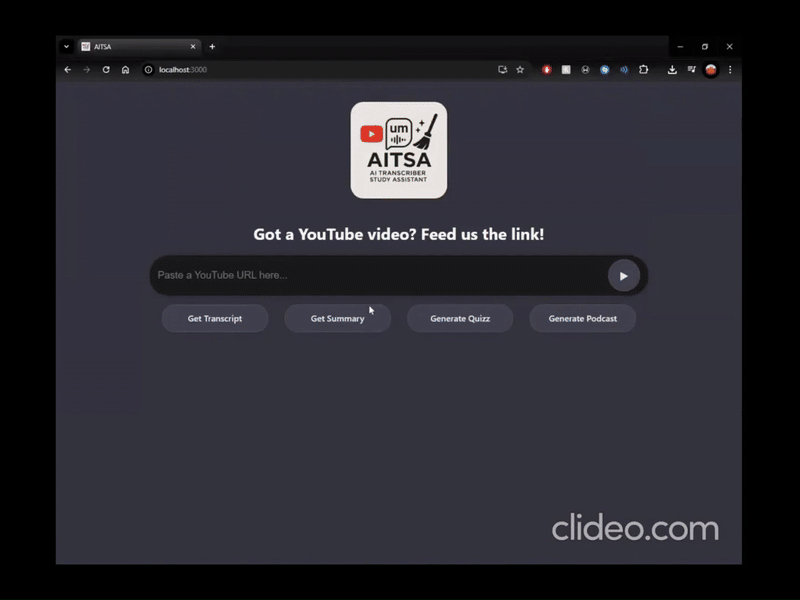 AITSA
localhost:3000
um
AITSA
AI TRANSCRIBER
STUDY ASSISTANT
Got a YouTube video? Feed us the link!
Paste a YouTube URL here...
Get Transcript
Get Summary
Generate Quizz
Generate Podcast
clideo.com